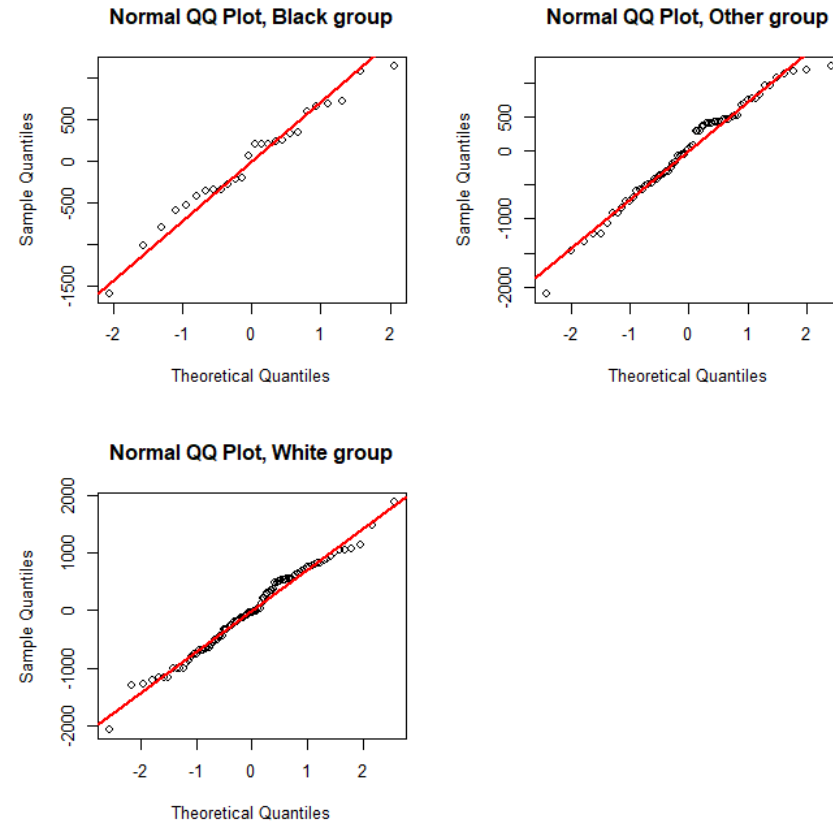 Normal QQ Plot, Black group
Sample Quantiles
500
0
-500
-1500
-2 -1 0 1 2
Theoretical Quantiles
Normal QQ Plot, Other group
Sample Quantiles
500
0
-1000
-2000
-2 -1 0 1 2
Theoretical Quantiles
Normal QQ Plot, White group
Sample Quantiles
2000
1000
0
-1000
-2000
-2 -1 0 1 2
Theoretical Quantiles